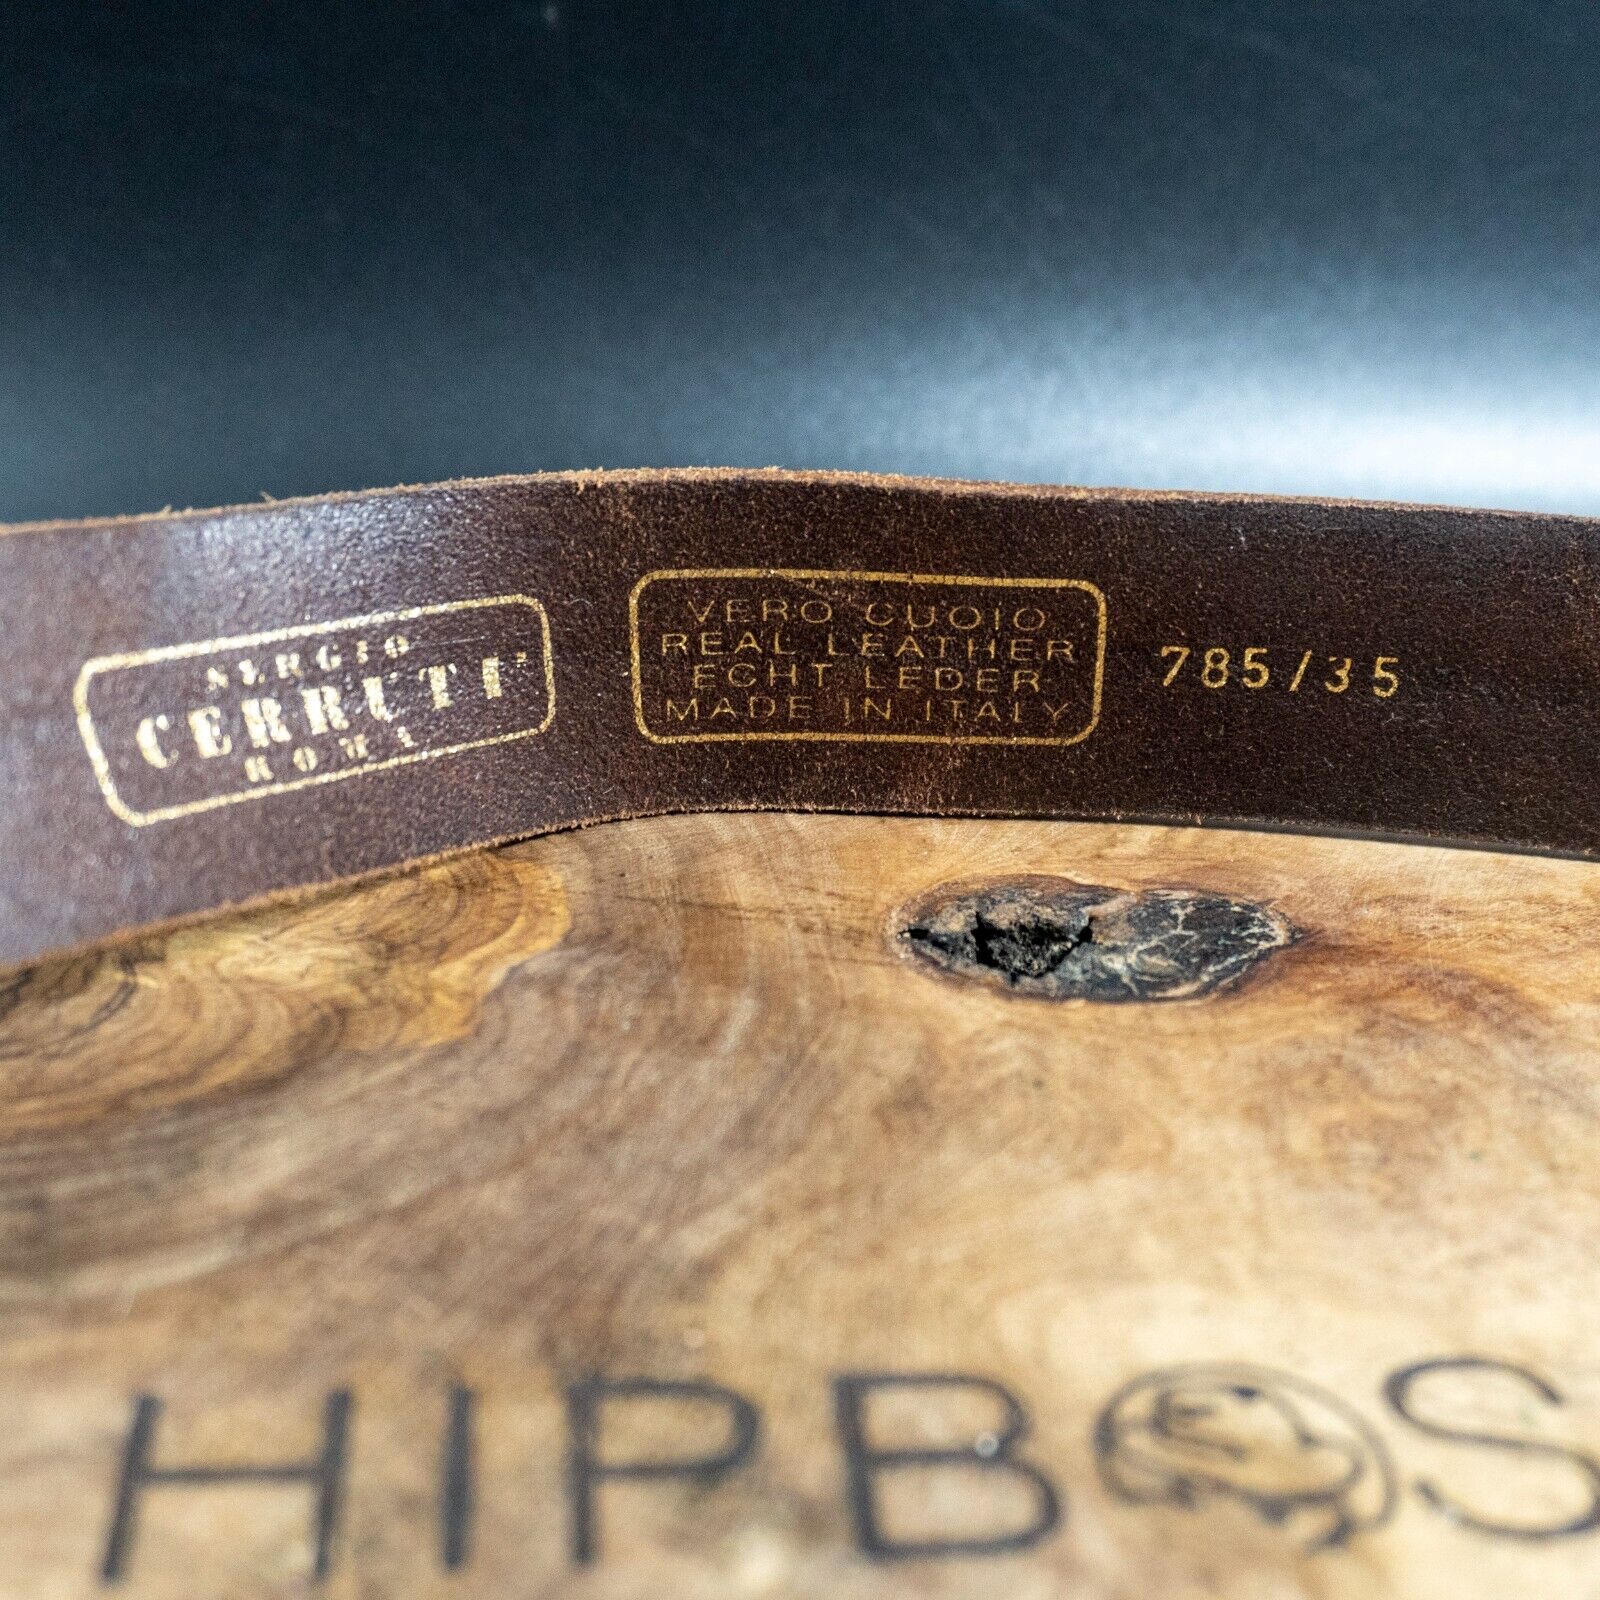 SERGIO
CERRUTI
ROMA
VERO CUOIO
REAL LEATHER
ECHT LEDER
MADE IN ITALY
785/35
HIPBOS